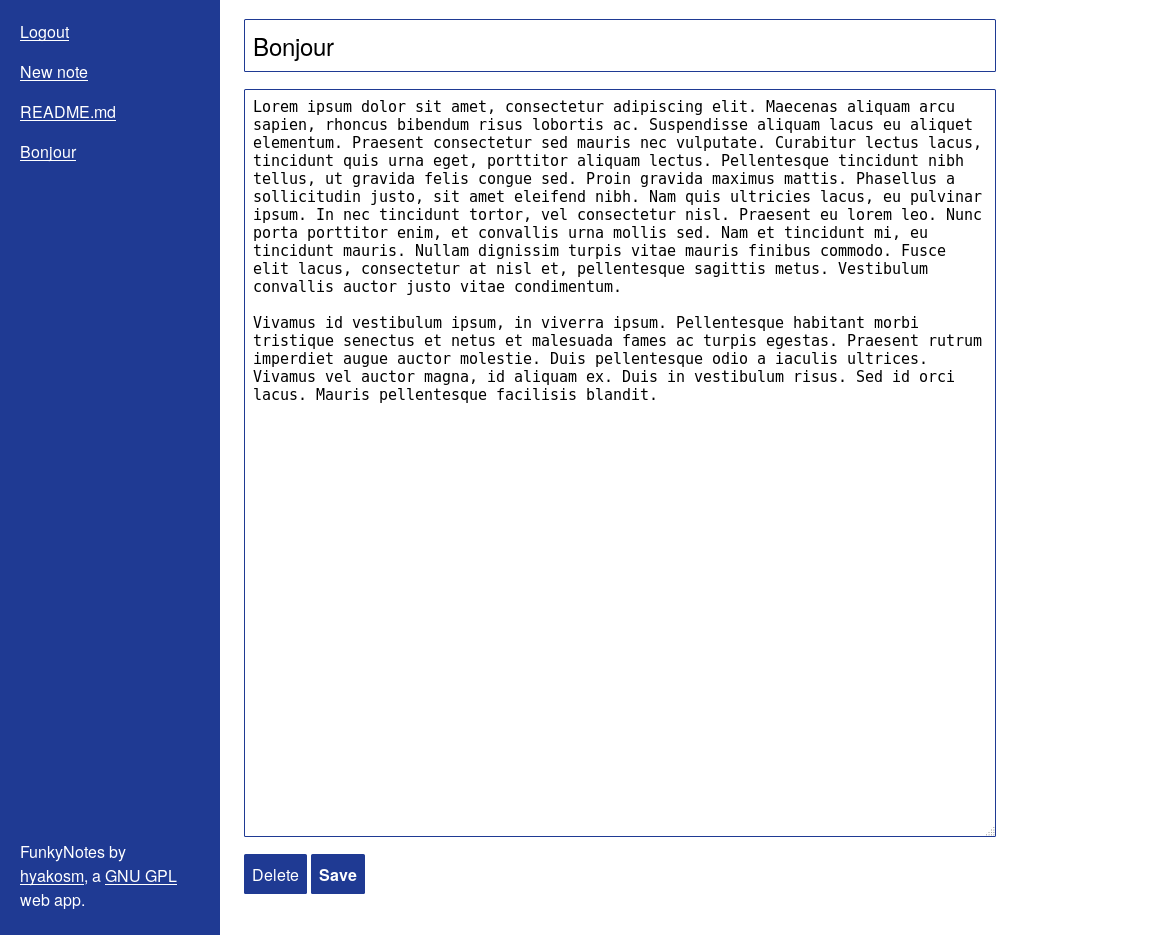 Logout
New note
README.md
Bonjour
FunkyNotes by
hyakosm, a GNU GPL
web app.
Bonjour
Lorem ipsum dolor sit amet, consectetur adipiscing elit. Maecenas aliquam arcu
sapien, rhoncus bibendum risus lobortis ac. Suspendisse aliquam lacus eu aliquet
elementum. Praesent consectetur sed mauris nec vulputate. Curabitur lectus lacus,
tincidunt quis urna eget, porttitor aliquam lectus. Pellentesque tincidunt nibh
tellus, ut gravida felis congue sed. Proin gravida maximus mattis. Phasellus a
sollicitudin justo, sit amet eleifend nibh. Nam quis ultricies lacus, eu pulvinar
ipsum. In nec tincidunt tortor, vel consectetur nisl. Praesent eu lorem leo. Nunc
porta porttitor enim, et convallis urna mollis sed. Nam et tincidunt mi, eu
tincidunt mauris. Nullam dignissim turpis vitae mauris finibus commodo. Fusce
elit lacus, consectetur at nisl et, pellentesque sagittis metus. Vestibulum
convallis auctor justo vitae condimentum.
Vivamus id vestibulum ipsum, in viverra ipsum. Pellentesque habitant morbi
tristique senectus et netus et malesuada fames ac turpis egestas. Praesent rutrum
imperdiet augue auctor molestie. Duis pellentesque odio a iaculis ultrices.
Vivamus vel auctor magna, id aliquam ex. Duis in vestibulum risus. Sed id orci
lacus. Mauris pellentesque facilisis blandit.
Delete Save